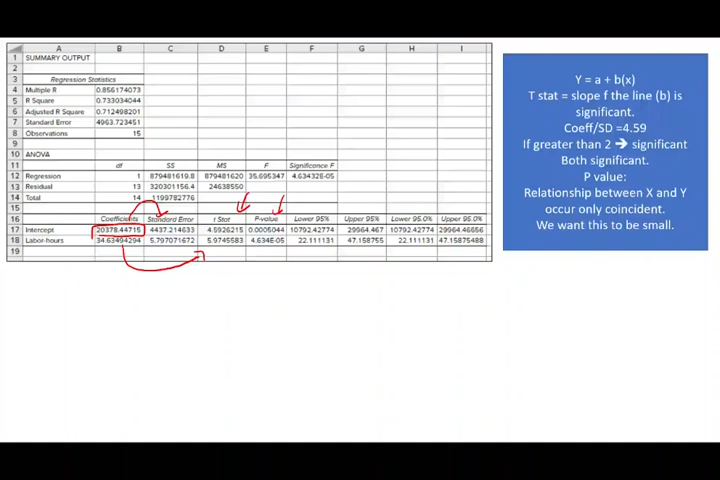 A B C D E F G H I
1 SUMMARY OUTPUT
2
3 Regression Statistics
4 Multiple R 0.856174073
5 R Square 0.733034044
6 Adjusted R Square 0.712498201
7 Standard Error 4963.723451
8 Observations 15
9
10 ANOVA
11 df SS MS F Significance F
12 Regression 1 879481619.8 879481620 35.695347 4.63432E-05
13 Residual 13 320301156.4 24638550
14 Total 14 1199782776
15
16 Coefficients Standard Error t Stat P-value Lower 95% Upper 95% Lower 95.0% Upper 95.0%
17 Intercept 20378.44715 4437.214633 4.5926215 0.0005044 10792.42774 29964.467 10792.42774 29964.46656
18 Labor-hours 34.63494294 5.797071672 5.9745583 4.634E-05 22.111131 47.158755 22.111131 47.15875488
19
Y = a + b(x)
T stat = slope f the line (b) is
significant.
Coeff/SD =4.59
If greater than 2 ➔ significant
Both significant.
P value:
Relationship between X and Y
occur only coincident.
We want this to be small.